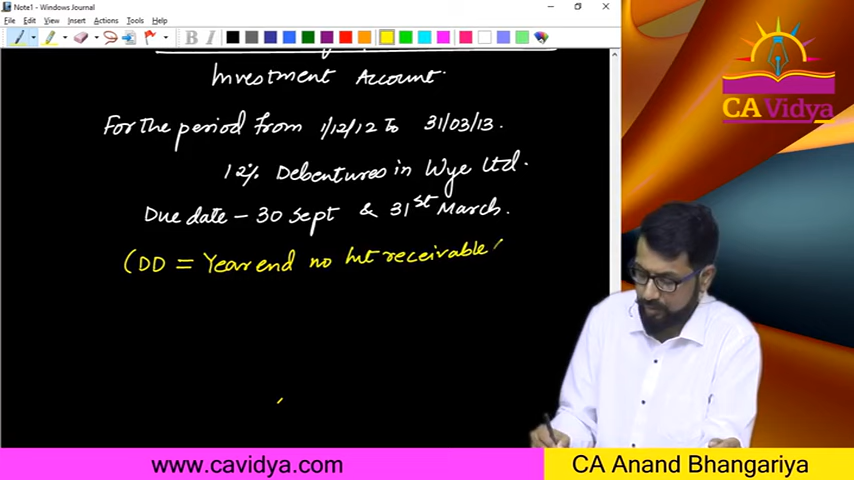 Note1 - Windows Journal
File Edit View Insert Actions Tools Help
B I
Investment Account.
For the period from 1/12/12 to 31/03/13.
12% Debentures in Wye Ltd.
Due date - 30 Sept & 31st March.
(DD = Year end no Int receivable
CA Vidya
www.cavidya.com
CA Anand Bhangariya